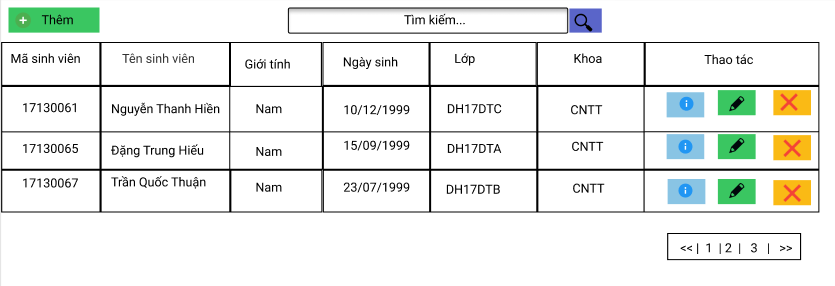 Thêm
Tìm kiếm...
Mã sinh viên Tên sinh viên Giới tính Ngày sinh Lớp Khoa Thao tác
17130061 Nguyễn Thanh Hiền Nam 10/12/1999 DH17DTC CNTT
17130065 Đặng Trung Hiếu Nam 15/09/1999 DH17DTA CNTT
17130067 Trần Quốc Thuận Nam 23/07/1999 DH17DTB CNTT
<< | 1 | 2 | 3 | >>